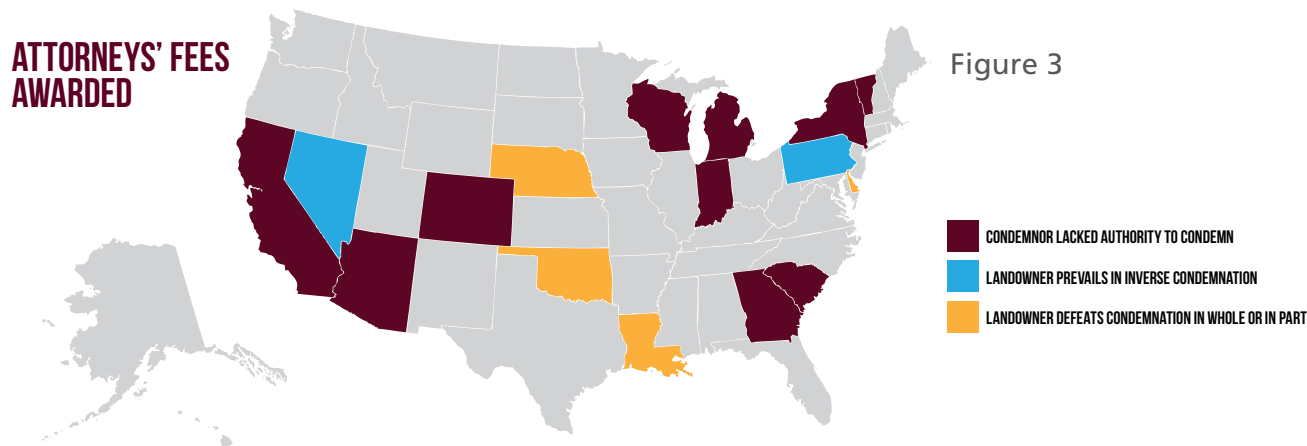 ATTORNEYS' FEES
AWARDED
Figure 3
CONDEMNOR LACKED AUTHORITY TO CONDEMN
LANDOWNER PREVAILS IN INVERSE CONDEMNATION
LANDOWNER DEFEATS CONDEMNATION IN WHOLE OR IN PART